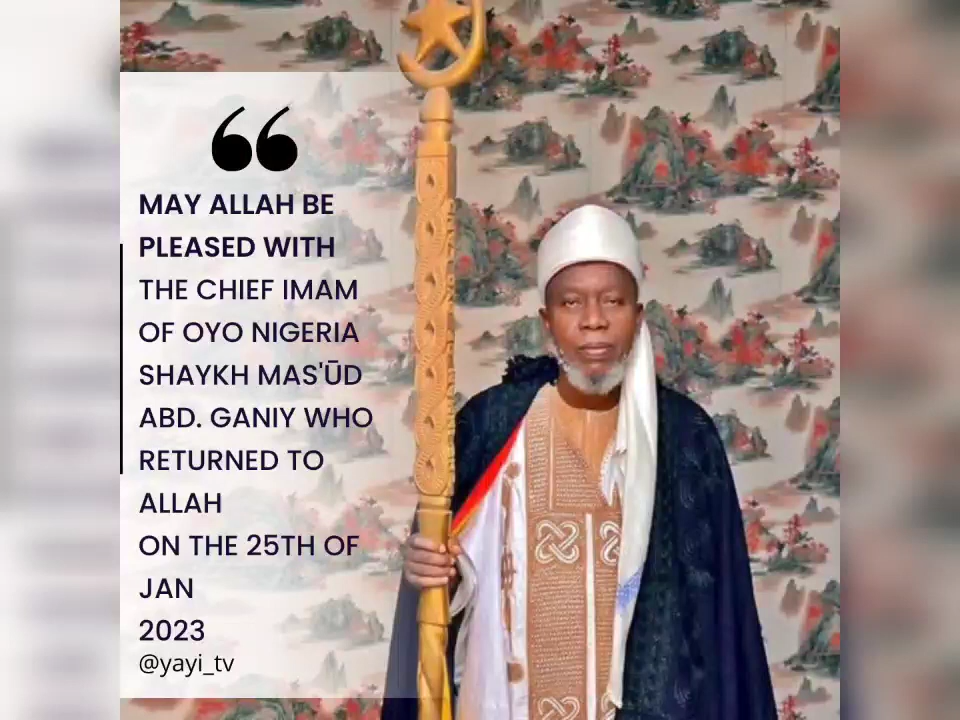 MAY ALLAH BE
PLEASED WITH
THE CHIEF IMAM
OF OYO NIGERIA
SHAYKH MAS'ŪD
ABD. GANIY WHO
RETURNED TO
ALLAH
ON THE 25TH OF
JAN
2023
@yayi_tv